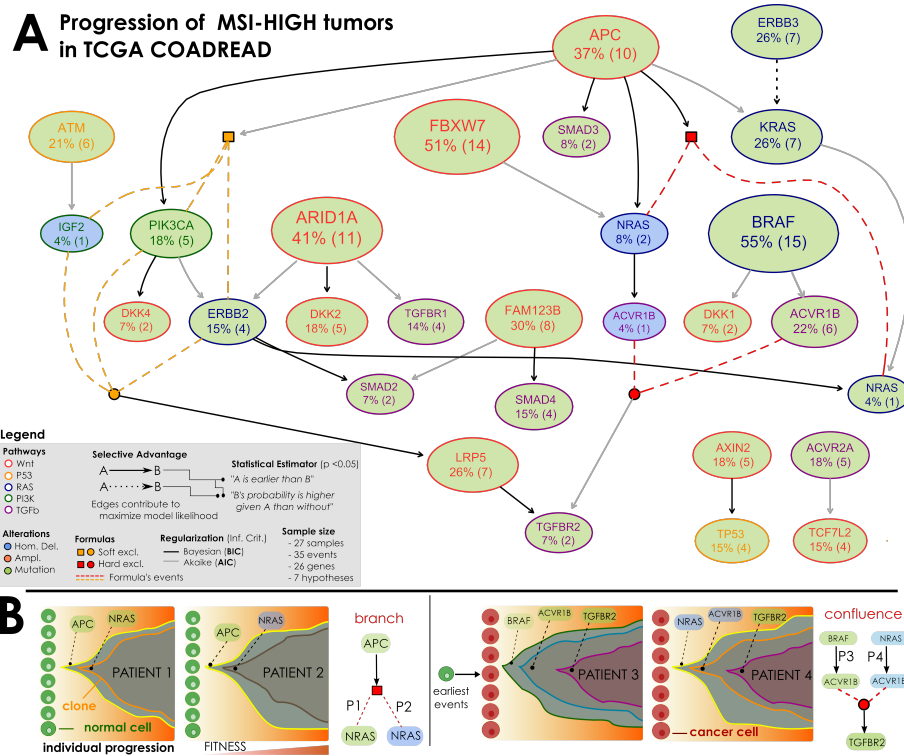 A
Progression of MSI-HIGH tumors
in TCGA COADREAD
APC
37% (10)
ERBB3
26% (7)
ATM
21% (6)
FBXW7
51% (14)
SMAD3
8% (2)
KRAS
26% (7)
IGF2
4% (1)
PIK3CA
18% (5)
ARID1A
41% (11)
NRAS
8% (2)
BRAF
55% (15)
DKK4
7% (2)
ERBB2
15% (4)
DKK2
18% (5)
TGFBR1
14% (4)
FAM123B
30% (8)
ACVR1B
4% (1)
DKK1
7% (2)
ACVR1B
22% (6)
SMAD2
7% (2)
SMAD4
15% (4)
NRAS
4% (1)
LRP5
26% (7)
AXIN2
18% (5)
ACVR2A
18% (5)
TGFBR2
7% (2)
TP53
15% (4)
TCF7L2
15% (4)
Legend
Pathways
Wnt
P53
RAS
PI3K
TGFb
Selective Advantage
A B
A B
Edges contribute to
maximize model likelihood
Statistical Estimator (p <0.05)
"A is earlier than B"
"B's probability is higher
given A than without"
Alterations
Hom. Del.
Ampl.
Mutation
Formulas
Soft excl.
Hard excl.
Formula's events
Regularization (Inf. Crit.)
Bayesian (BIC)
Akaike (AIC)
Sample size
- 27 samples
- 35 events
- 26 genes
- 7 hypotheses
B
APC
NRAS
PATIENT 1
clone
normal cell
individual progression
APC
NRAS
PATIENT 2
FITNESS
branch
APC
P1
P2
NRAS
NRAS
earliest
events
BRAF
ACVR1B
TGFBR2
PATIENT 3
NRAS
ACVR1B
TGFBR2
PATIENT 4
cancer cell
confluence
BRAF
NRAS
P3
P4
ACVR1B
ACVR1B
TGFBR2